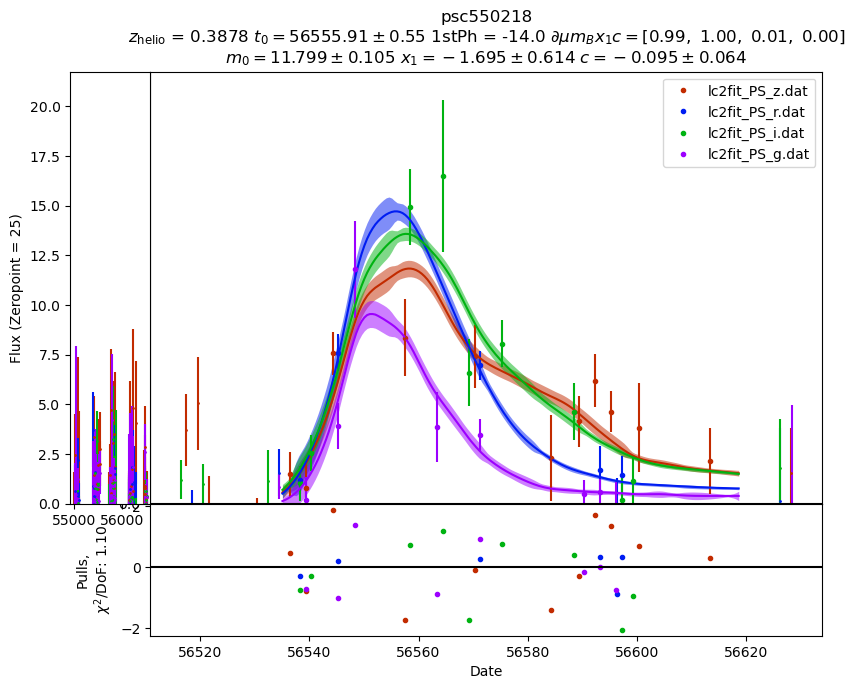 psc550218
z_helio = 0.3878 t_0 = 56555.91 ± 0.55 1stPh = -14.0 ∂μm_Bx_1c = [0.99, 1.00, 0.01, 0.00]
m_0 = 11.799 ± 0.105 x_1 = −1.695 ± 0.614 c = −0.095 ± 0.064
lc2fit_PS_z.dat
lc2fit_PS_r.dat
lc2fit_PS_i.dat
lc2fit_PS_g.dat
Flux (Zeropoint = 25)
20.0
17.5
15.0
12.5
10.0
7.5
5.0
2.5
0.0
55000 56000
Pulls,
χ²/DoF: 1.10
0
−2
56520 56540 56560 56580 56600 56620
Date